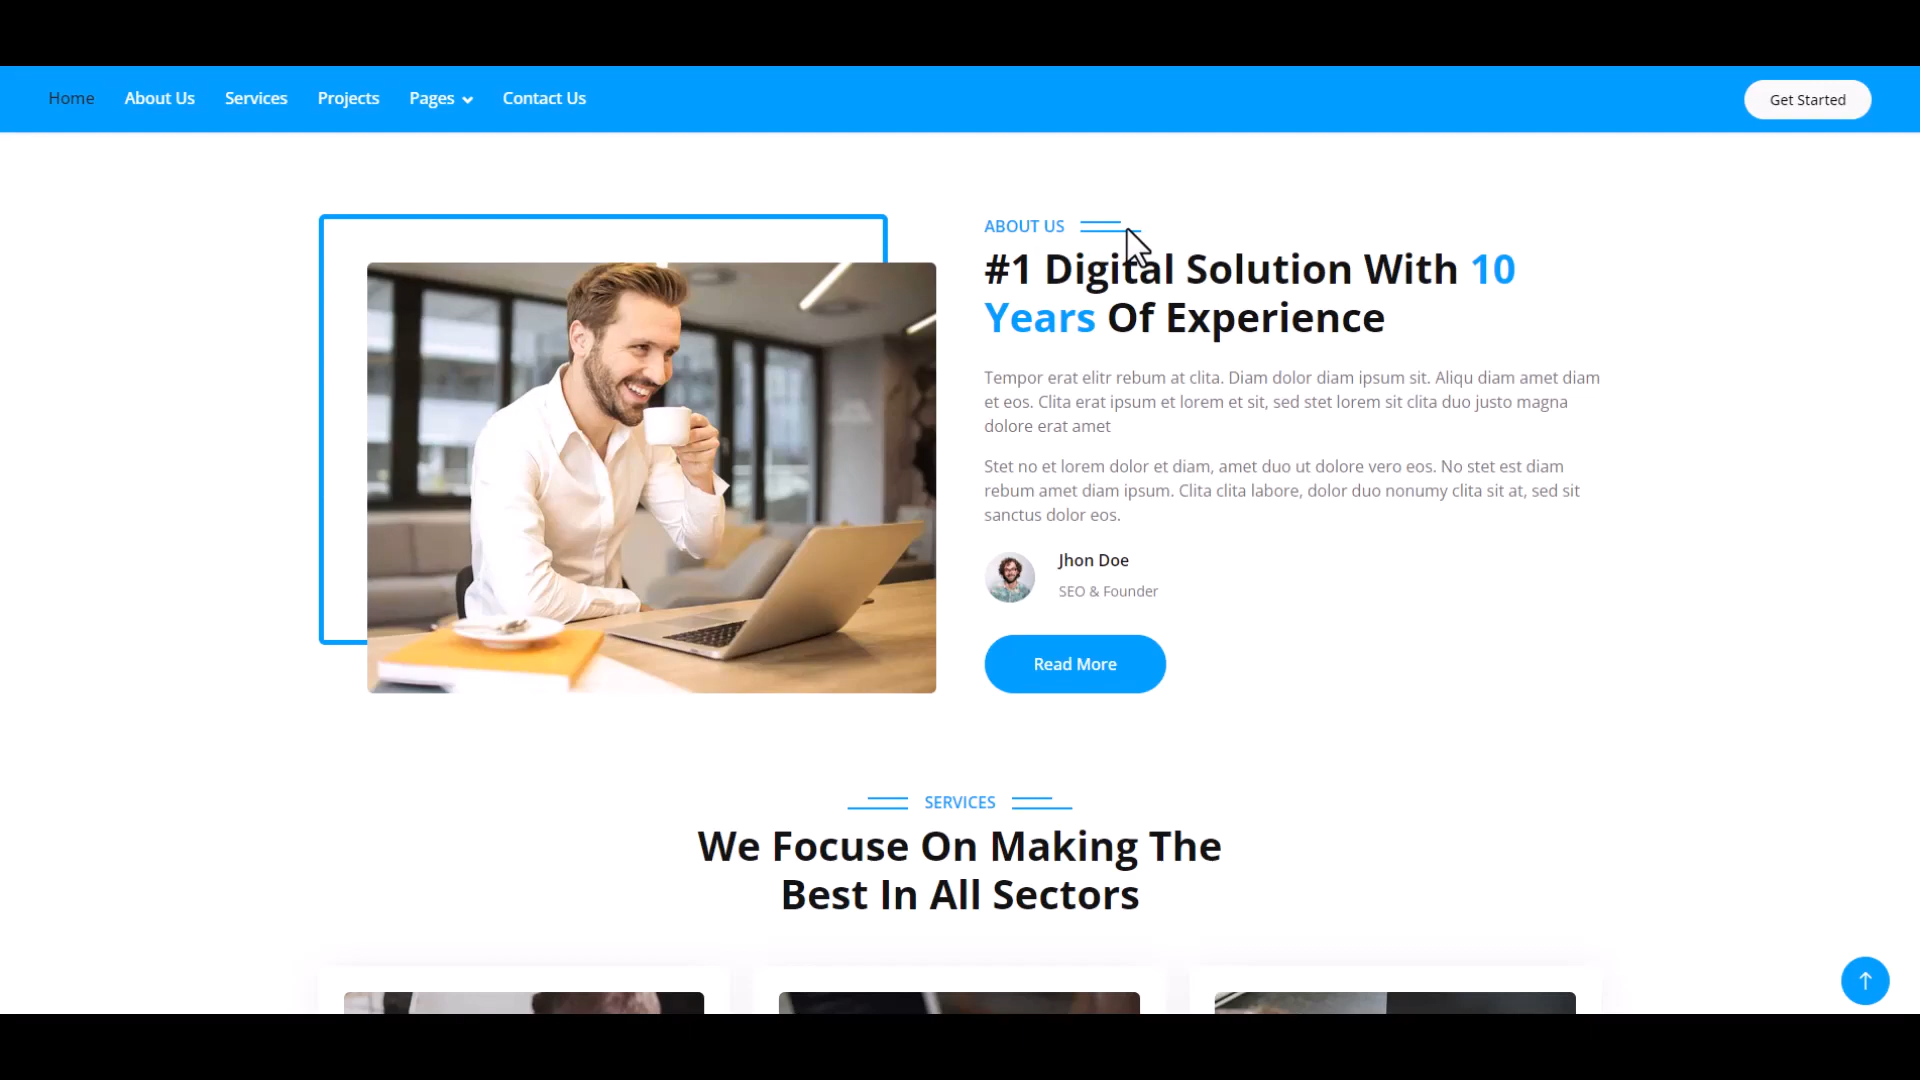 Home About Us Services Projects Pages Contact Us Get Started
ABOUT US
#1 Digital Solution With 10
Years Of Experience
Tempor erat elitr rebum at clita. Diam dolor diam ipsum sit. Aliqu diam amet diam
et eos. Clita erat ipsum et lorem et sit, sed stet lorem sit clita duo justo magna
dolore erat amet
Stet no et lorem dolor et diam, amet duo ut dolore vero eos. No stet est diam
rebum amet diam ipsum. Clita clita labore, dolor duo nonumy clita sit at, sed sit
sanctus dolor eos.
Jhon Doe
SEO & Founder
Read More
SERVICES
We Focus On Making The
Best In All Sectors